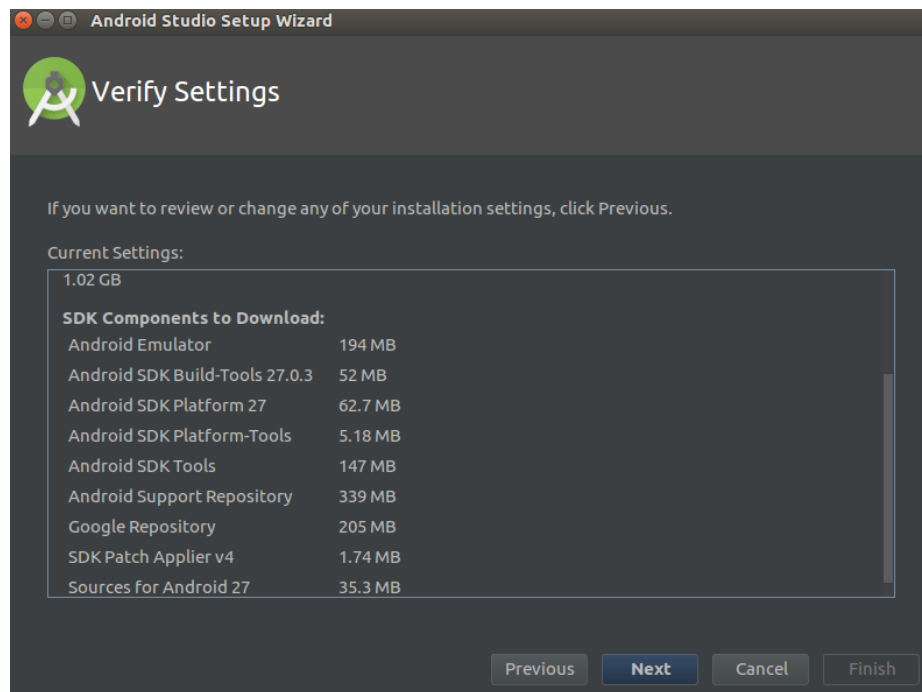 Android Studio Setup Wizard
Verify Settings
If you want to review or change any of your installation settings, click Previous.
Current Settings:
1.02 GB
SDK Components to Download:
Android Emulator 194 MB
Android SDK Build-Tools 27.0.3 52 MB
Android SDK Platform 27 62.7 MB
Android SDK Platform-Tools 5.18 MB
Android SDK Tools 147 MB
Android Support Repository 339 MB
Google Repository 205 MB
SDK Patch Applier v4 1.74 MB
Sources for Android 27 35.3 MB
Previous Next Cancel Finish